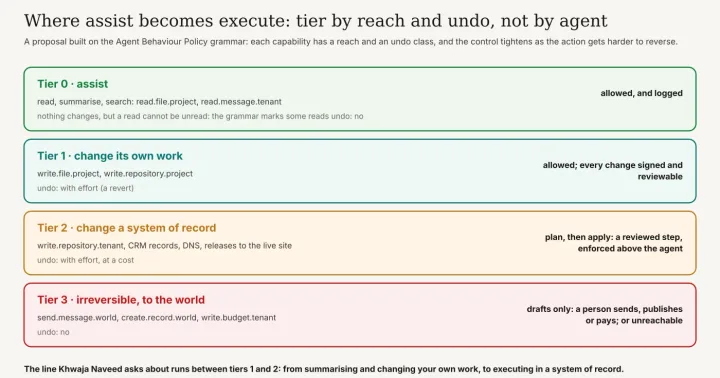 Where assist becomes execute: tier by reach and undo, not by agent
A proposal built on the Agent Behaviour Policy grammar: each capability has a reach and an undo class, and the control tightens as the action gets harder to reverse.
Tier 0 · assist
read, summarise, search: read.file.project, read.message.tenant
nothing changes, but a read cannot be unread: the grammar marks some reads undo: no
allowed, and logged
Tier 1 · change its own work
write.file.project, write.repository.project
undo: with effort (a revert)
allowed; every change signed and
reviewable
Tier 2 · change a system of record
write.repository.tenant, CRM records, DNS, releases to the live site
undo: with effort, at a cost
plan, then apply: a reviewed step,
enforced above the agent
Tier 3 · irreversible, to the world
send.message.world, create.record.world, write.budget.tenant
undo: no
drafts only: a person sends, publishes
or pays; or unreachable
The line Khwaja Naveed asks about runs between tiers 1 and 2: from summarising and changing your own work, to executing in a system of record.